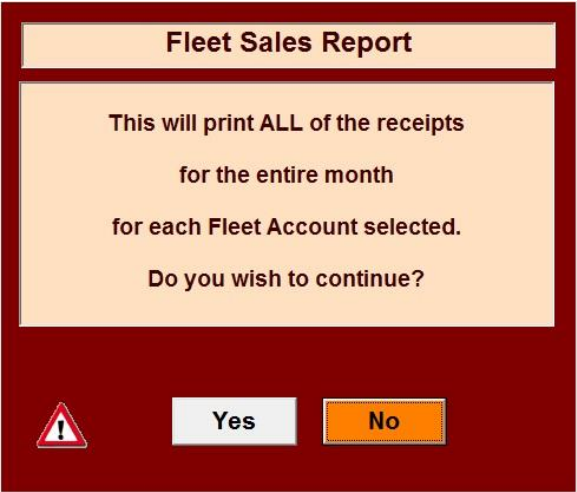 Fleet Sales Report
This will print ALL of the receipts
for the entire month
for each Fleet Account selected.
Do you wish to continue?
Yes
No